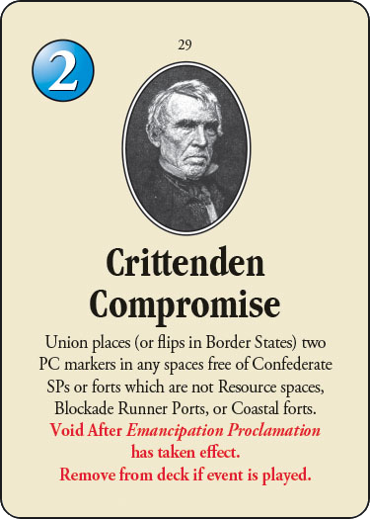 29
2
Crittenden
Compromise
Union places (or flips in Border States) two
PC markers in any spaces free of Confederate
SPs or forts which are not Resource spaces,
Blockade Runner Ports, or Coastal forts.
Void After Emancipation Proclamation
has taken effect.
Remove from deck if event is played.